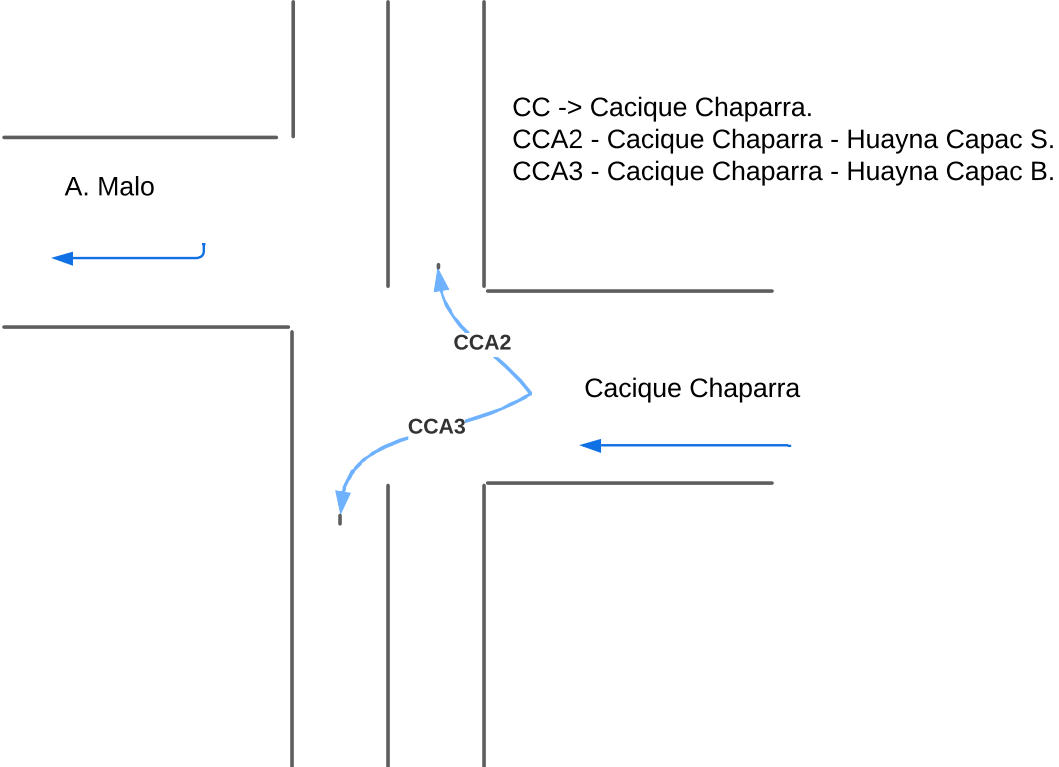 CC -> Cacique Chaparra.
CCA2 - Cacique Chaparra - Huayna Capac S.
CCA3 - Cacique Chaparra - Huayna Capac B.
A. Malo
CCA2
Cacique Chaparra
CCA3